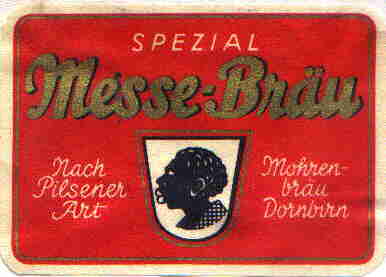 SPEZIAL
Messe-Bräu
Nach
Pilsener
Art
Mohren-
bräu
Dornbirn